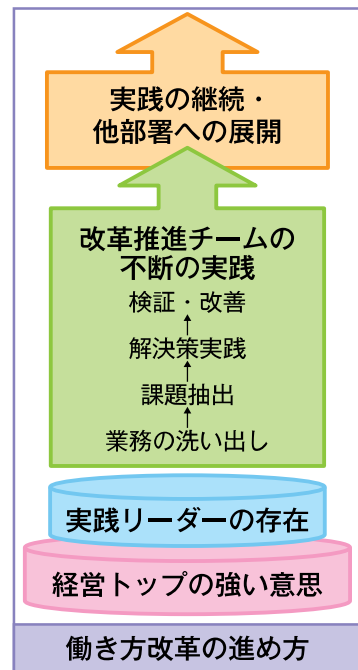 実践の継続・
他部署への展開
改革推進チームの
不断の実践
検証・改善
↑
解決策実践
↑
課題抽出
↑
業務の洗い出し
実践リーダーの存在
経営トップの強い意思
働き方改革の進め方